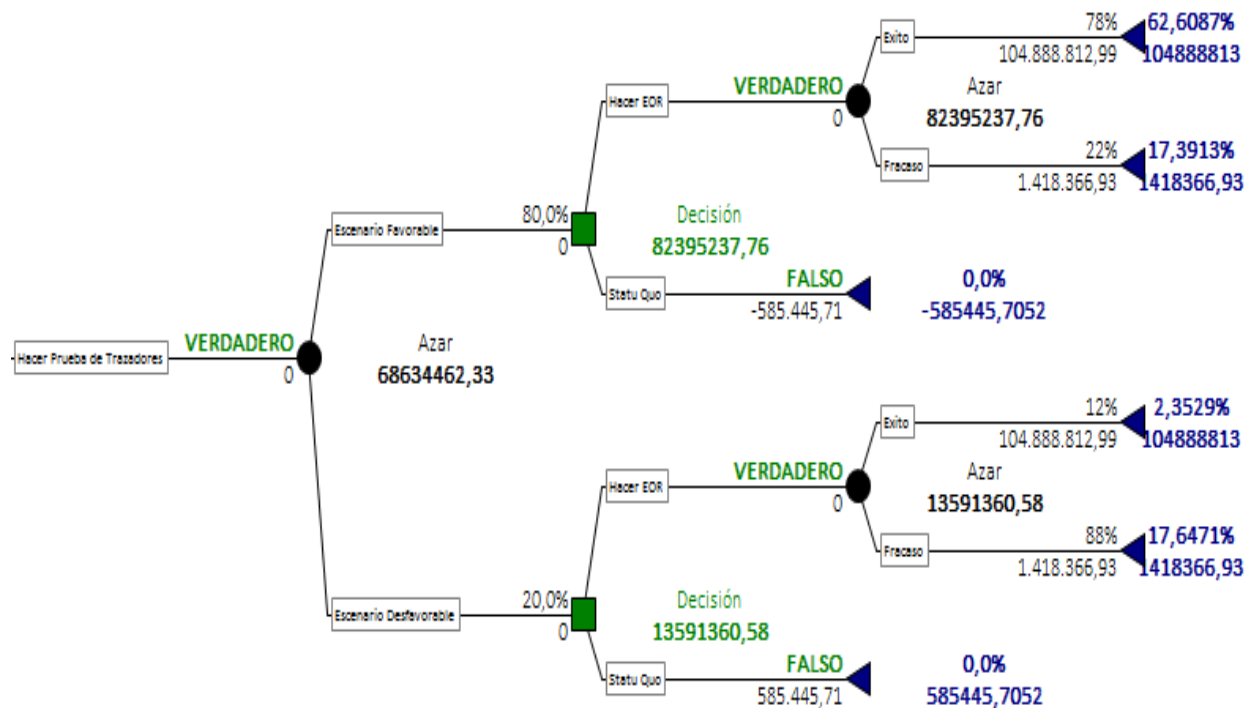 78%
62,6087%
Exito
104.888.812,99
104888813
VERDADERO
Azar
Hacer EOR
0
82395237,76
22%
17,3913%
Fracaso
1.418.366,93
1418366,93
80,0%
Decisión
Escenario Favorable
0
82395237,76
FALSO
0,0%
Statu Quo
-585.445,71
-585445,7052
VERDADERO
Azar
Hacer Prueba de Trazadores
0
68634462,33
12%
2,3529%
Exito
104.888.812,99
104888813
VERDADERO
Azar
Hacer EOR
0
13591360,58
88%
17,6471%
Fracaso
1.418.366,93
1418366,93
20,0%
Decisión
Escenario Desfavorable
0
13591360,58
FALSO
0,0%
Statu Quo
585.445,71
585445,7052